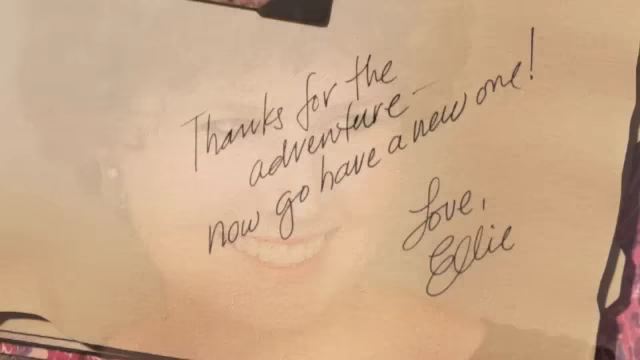 Thanks for the
adventure -
now go have a new one!
Love,
Ellie